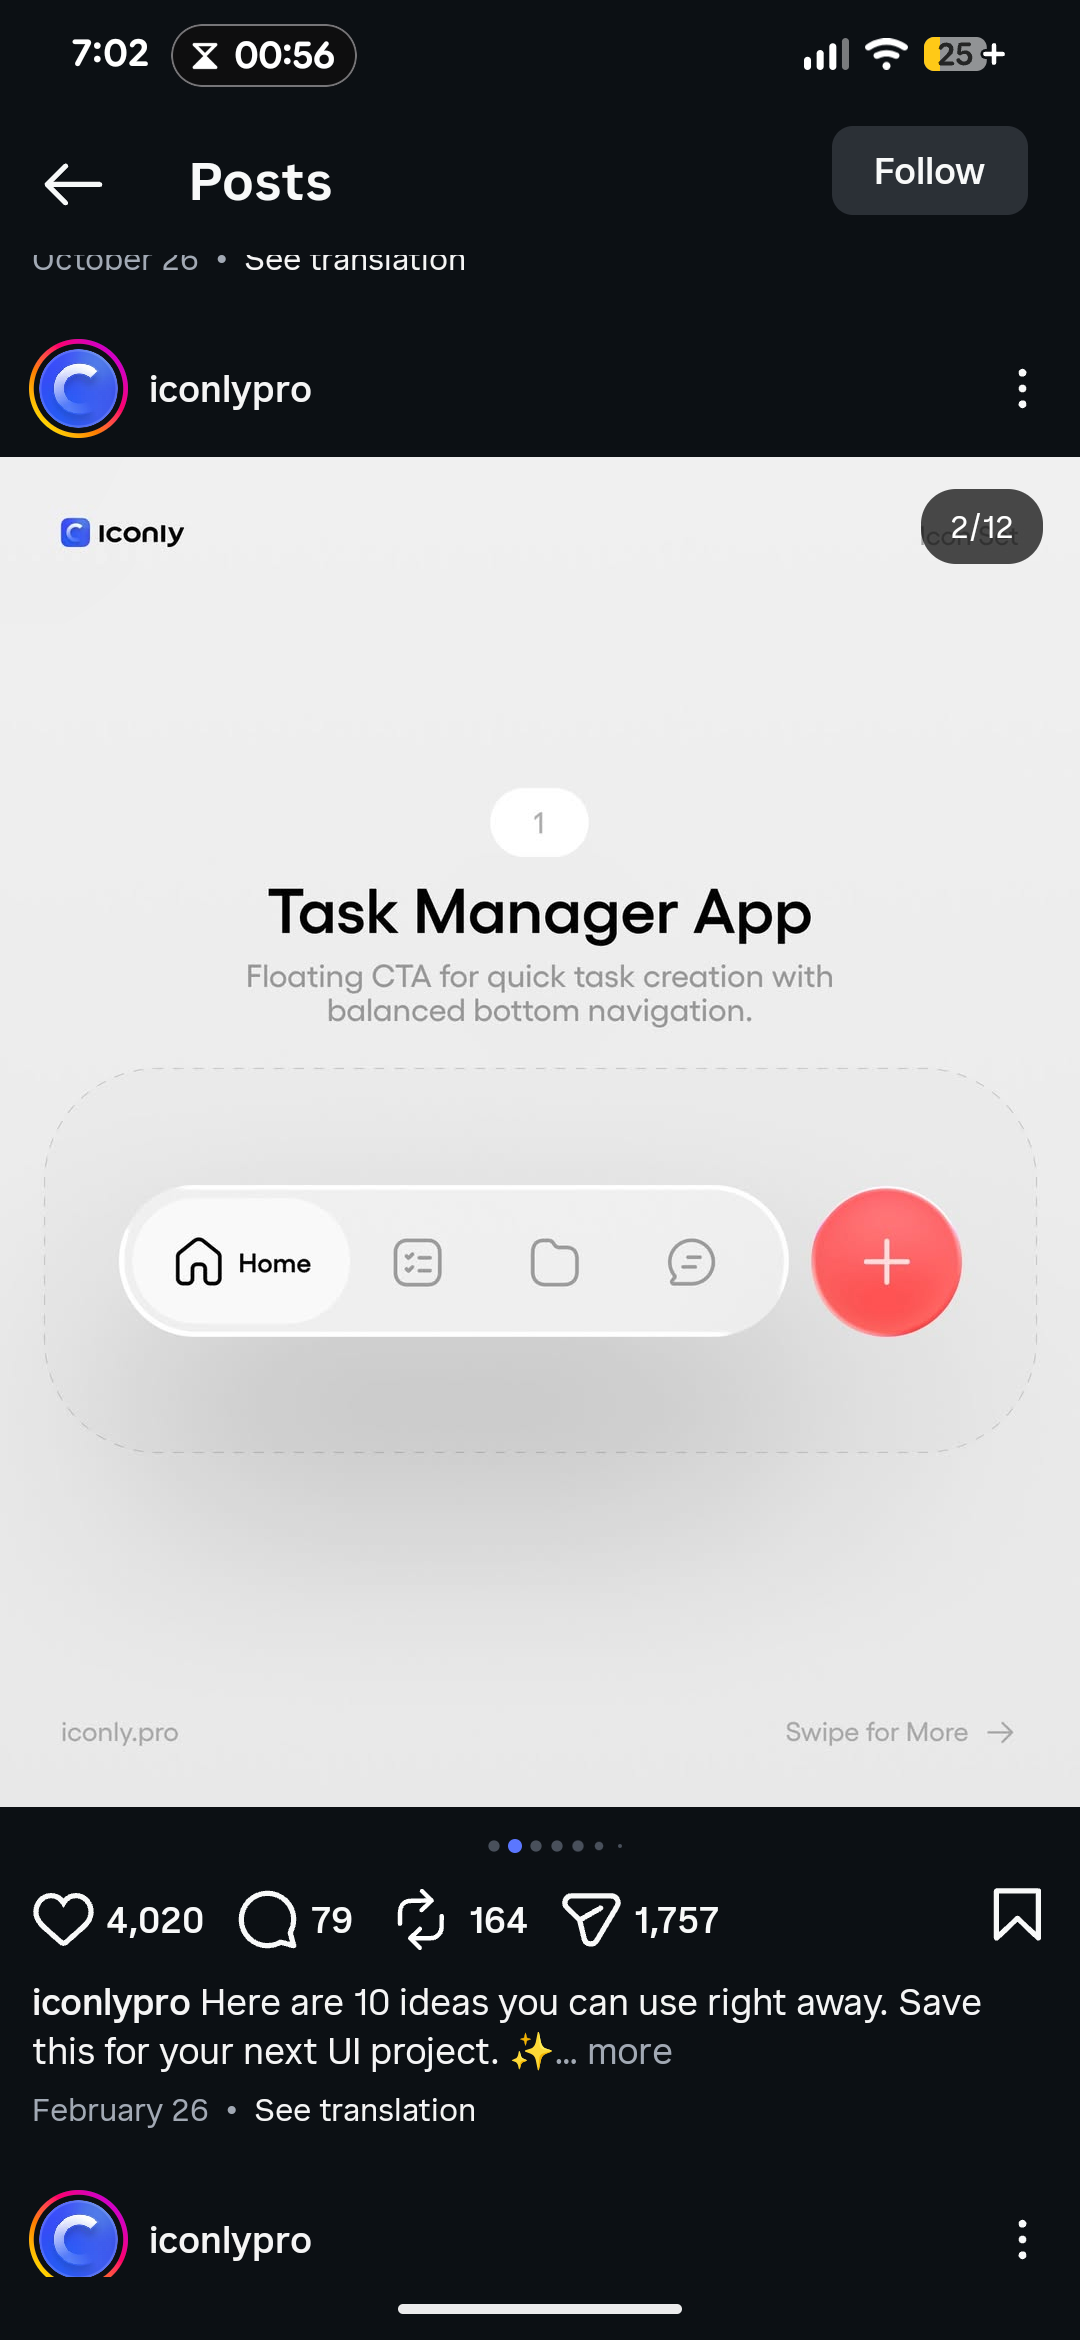 7:02
00:56
25+
Posts
Follow
October 26 • See translation
iconlypro
Iconly
2/12
1
Task Manager App
Floating CTA for quick task creation with
balanced bottom navigation.
Home
iconly.pro
Swipe for More →
4,020
79
164
1,757
iconlypro Here are 10 ideas you can use right away. Save
this for your next UI project. ✨... more
February 26 • See translation
iconlypro